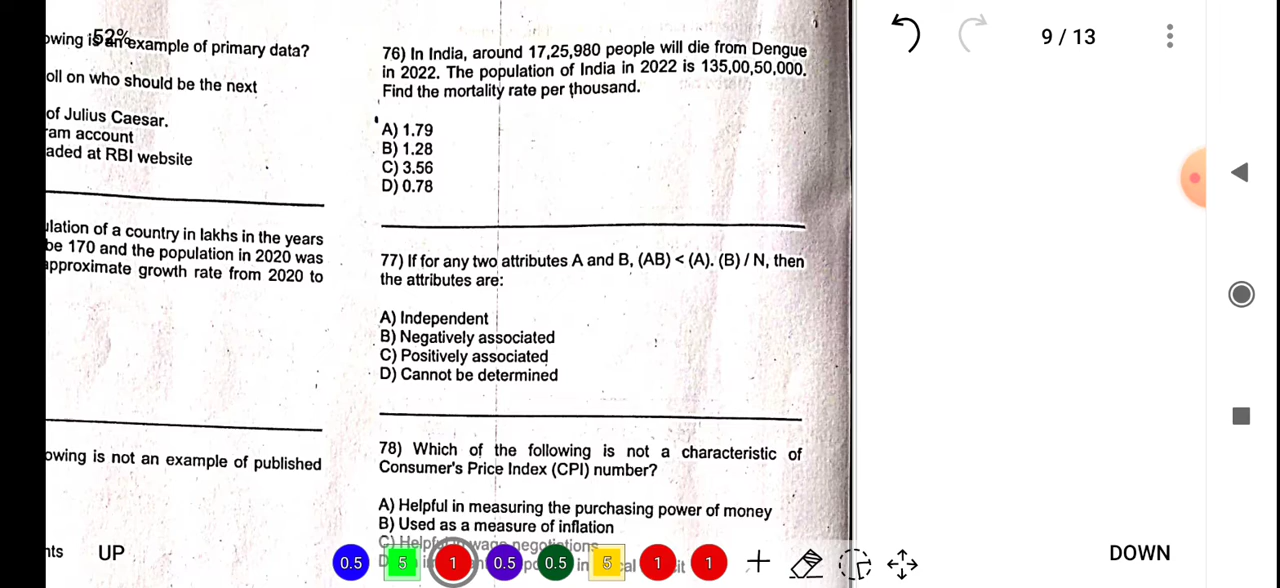 52%
owing is an example of primary data?
oll on who should be the next
of Julius Caesar.
ram account
aded at RBI website
ulation of a country in lakhs in the years
be 170 and the population in 2020 was
approximate growth rate from 2020 to
owing is not an example of published
nts
UP
76) In India, around 17,25,980 people will die from Dengue
in 2022. The population of India in 2022 is 135,00,50,000.
Find the mortality rate per thousand.
A) 1.79
B) 1.28
C) 3.56
D) 0.78
77) If for any two attributes A and B, (AB) < (A). (B) / N, then
the attributes are:
A) Independent
B) Negatively associated
C) Positively associated
D) Cannot be determined
78) Which of the following is not a characteristic of
Consumer's Price Index (CPI) number?
A) Helpful in measuring the purchasing power of money
B) Used as a measure of inflation
C) Helpful wage negotiations
D
0.5 5 1 0.5 0.5 5 1 1
9 / 13
DOWN